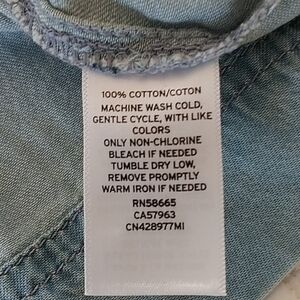 100% COTTON/COTON
MACHINE WASH COLD,
GENTLE CYCLE, WITH LIKE
COLORS
ONLY NON-CHLORINE
BLEACH IF NEEDED
TUMBLE DRY LOW,
REMOVE PROMPTLY
WARM IRON IF NEEDED
RN58665
CA57963
CN428977MI